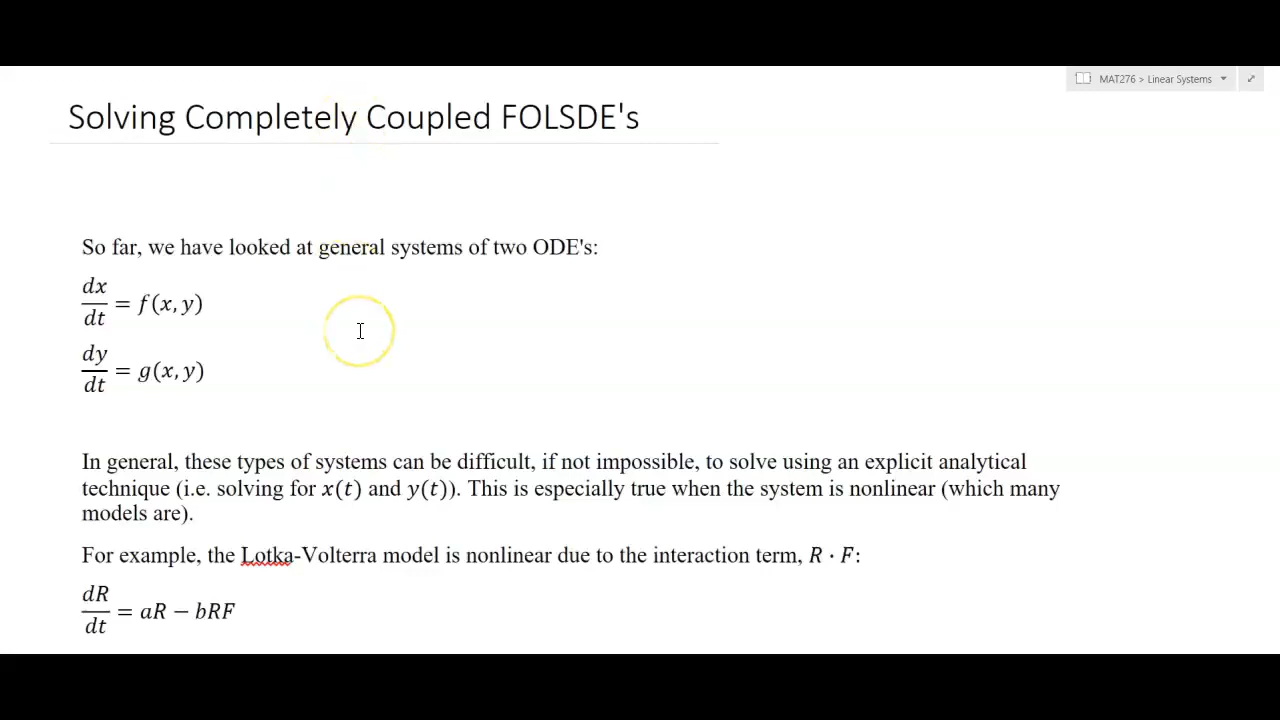 MAT276 > Linear Systems
Solving Completely Coupled FOLSDE's
So far, we have looked at general systems of two ODE's:
dx/dt = f(x, y)
dy/dt = g(x, y)
In general, these types of systems can be difficult, if not impossible, to solve using an explicit analytical
technique (i.e. solving for x(t) and y(t)). This is especially true when the system is nonlinear (which many
models are).
For example, the Lotka-Volterra model is nonlinear due to the interaction term, R · F:
dR/dt = aR − bRF